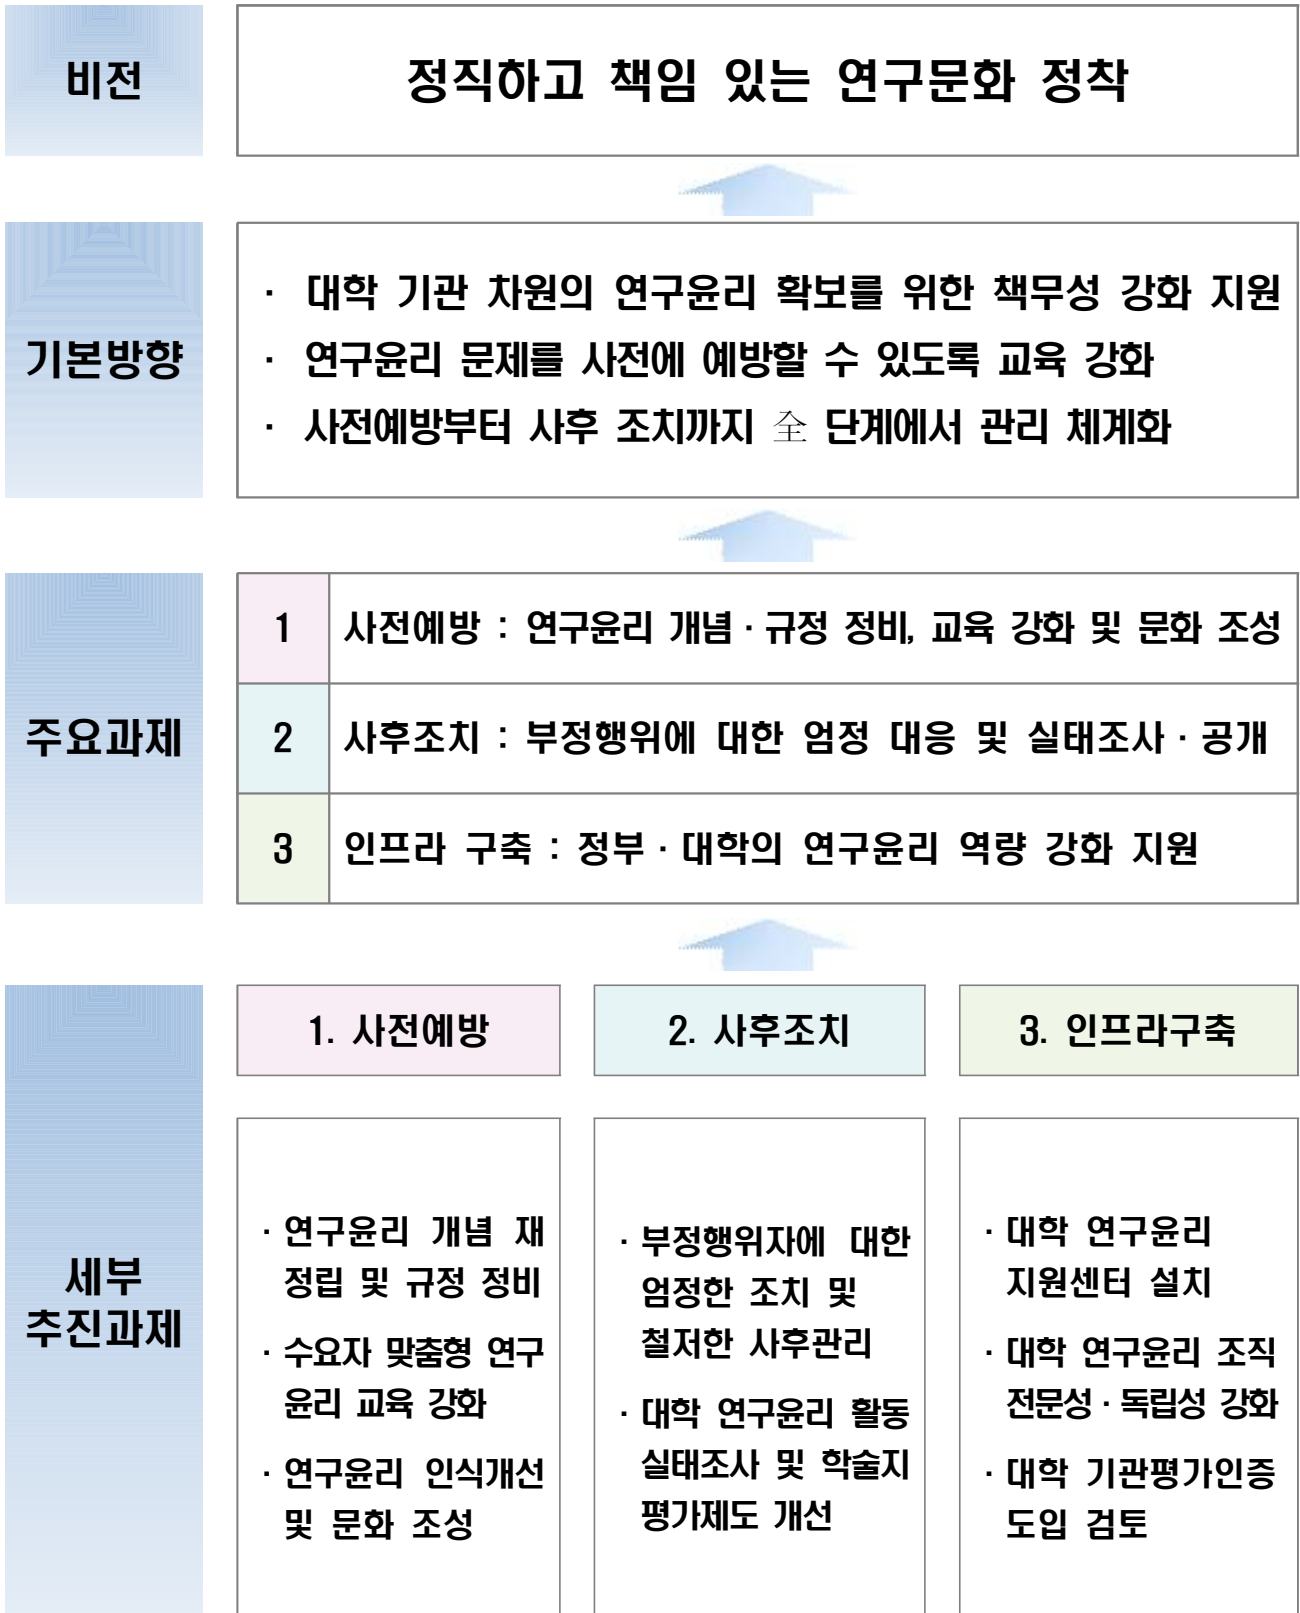 비전
정직하고 책임 있는 연구문화 정착
기본방향
· 대학 기관 차원의 연구윤리 확보를 위한 책무성 강화 지원
· 연구윤리 문제를 사전에 예방할 수 있도록 교육 강화
· 사전예방부터 사후 조치까지 全 단계에서 관리 체계화
주요과제
1 사전예방 : 연구윤리 개념·규정 정비, 교육 강화 및 문화 조성
2 사후조치 : 부정행위에 대한 엄정 대응 및 실태조사·공개
3 인프라 구축 : 정부·대학의 연구윤리 역량 강화 지원
세부
추진과제
1. 사전예방
· 연구윤리 개념 재
정립 및 규정 정비
· 수요자 맞춤형 연구
윤리 교육 강화
· 연구윤리 인식개선
및 문화 조성
2. 사후조치
· 부정행위자에 대한
엄정한 조치 및
철저한 사후관리
· 대학 연구윤리 활동
실태조사 및 학술지
평가제도 개선
3. 인프라구축
· 대학 연구윤리
지원센터 설치
· 대학 연구윤리 조직
전문성·독립성 강화
· 대학 기관평가인증
도입 검토